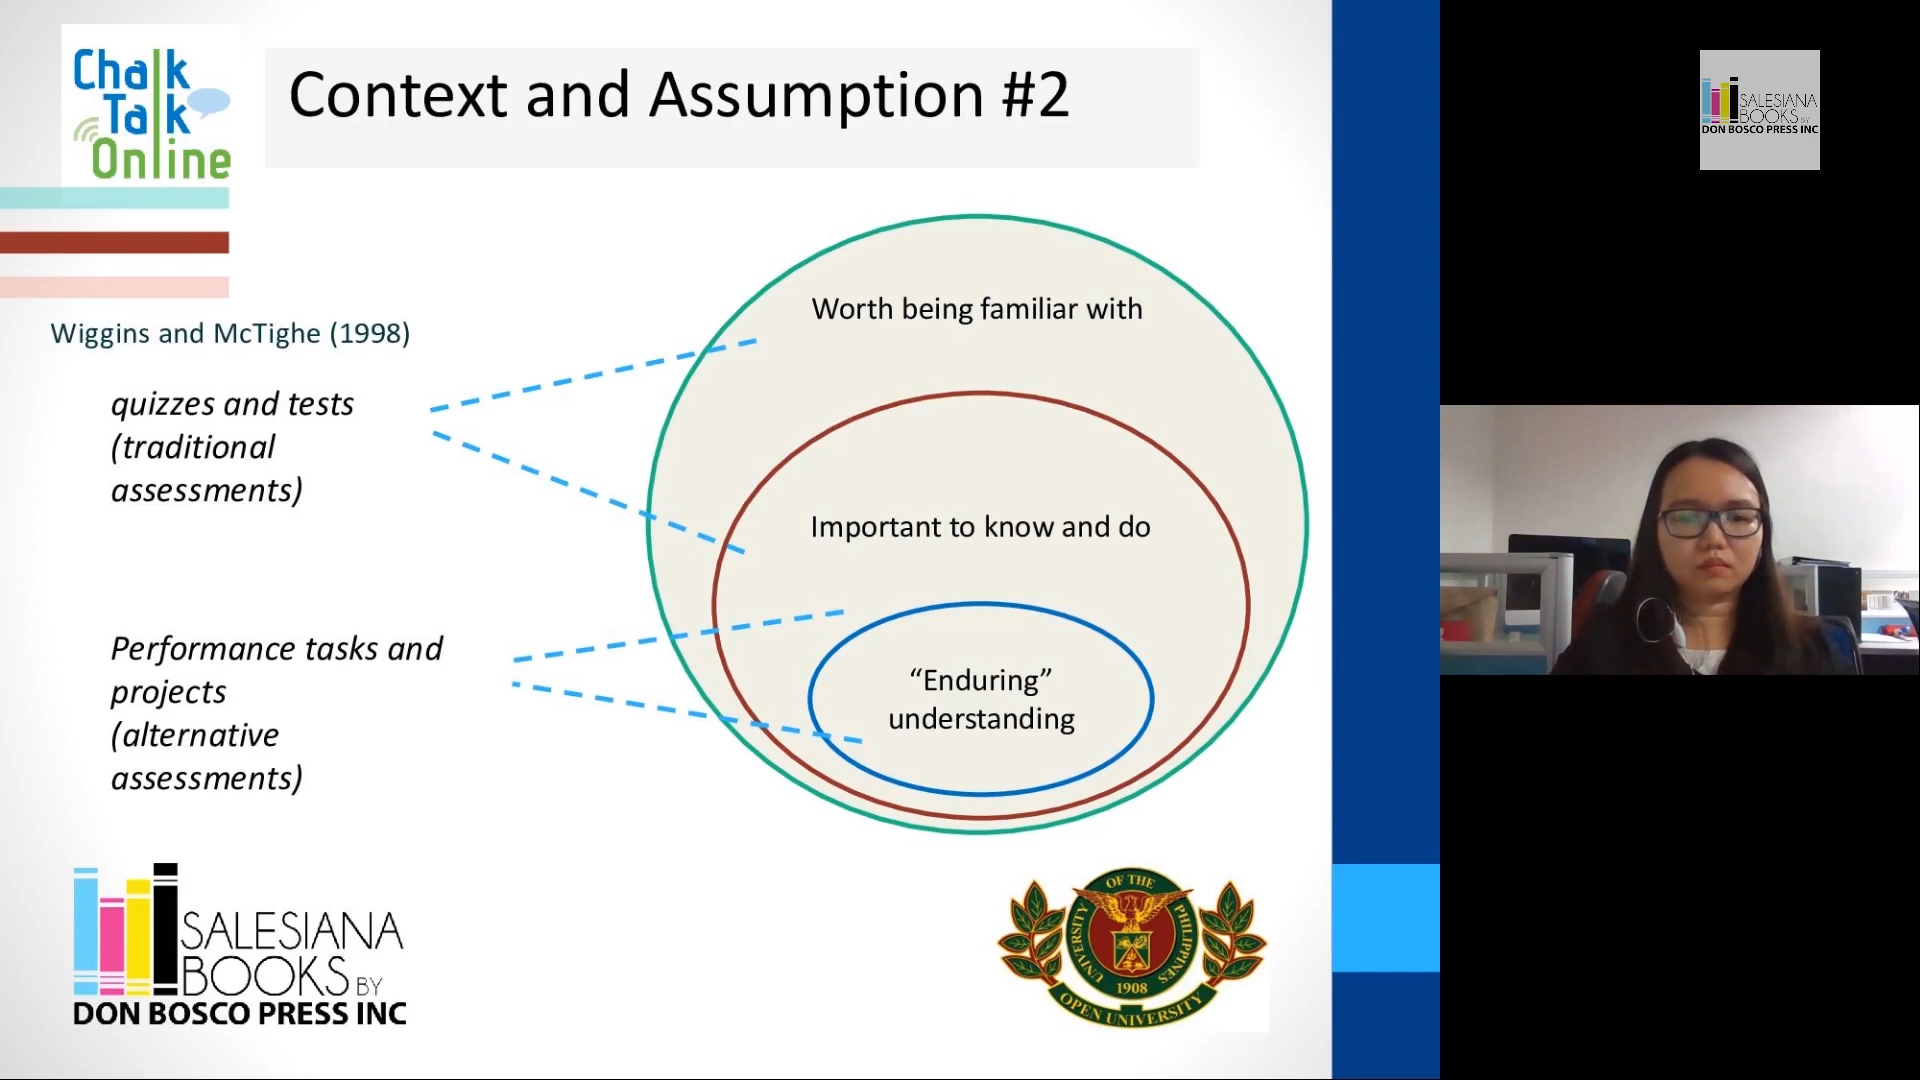 Chalk
Talk
Online
Context and Assumption #2
Wiggins and McTighe (1998)
quizzes and tests
(traditional
assessments)
Performance tasks and
projects
(alternative
assessments)
Worth being familiar with
Important to know and do
“Enduring”
understanding
SALESIANA
BOOKS BY
DON BOSCO PRESS INC
UNIVERSITY OF THE PHILIPPINES
1908
OPEN UNIVERSITY
SALESIANA
BOOKS BY
DON BOSCO PRESS INC